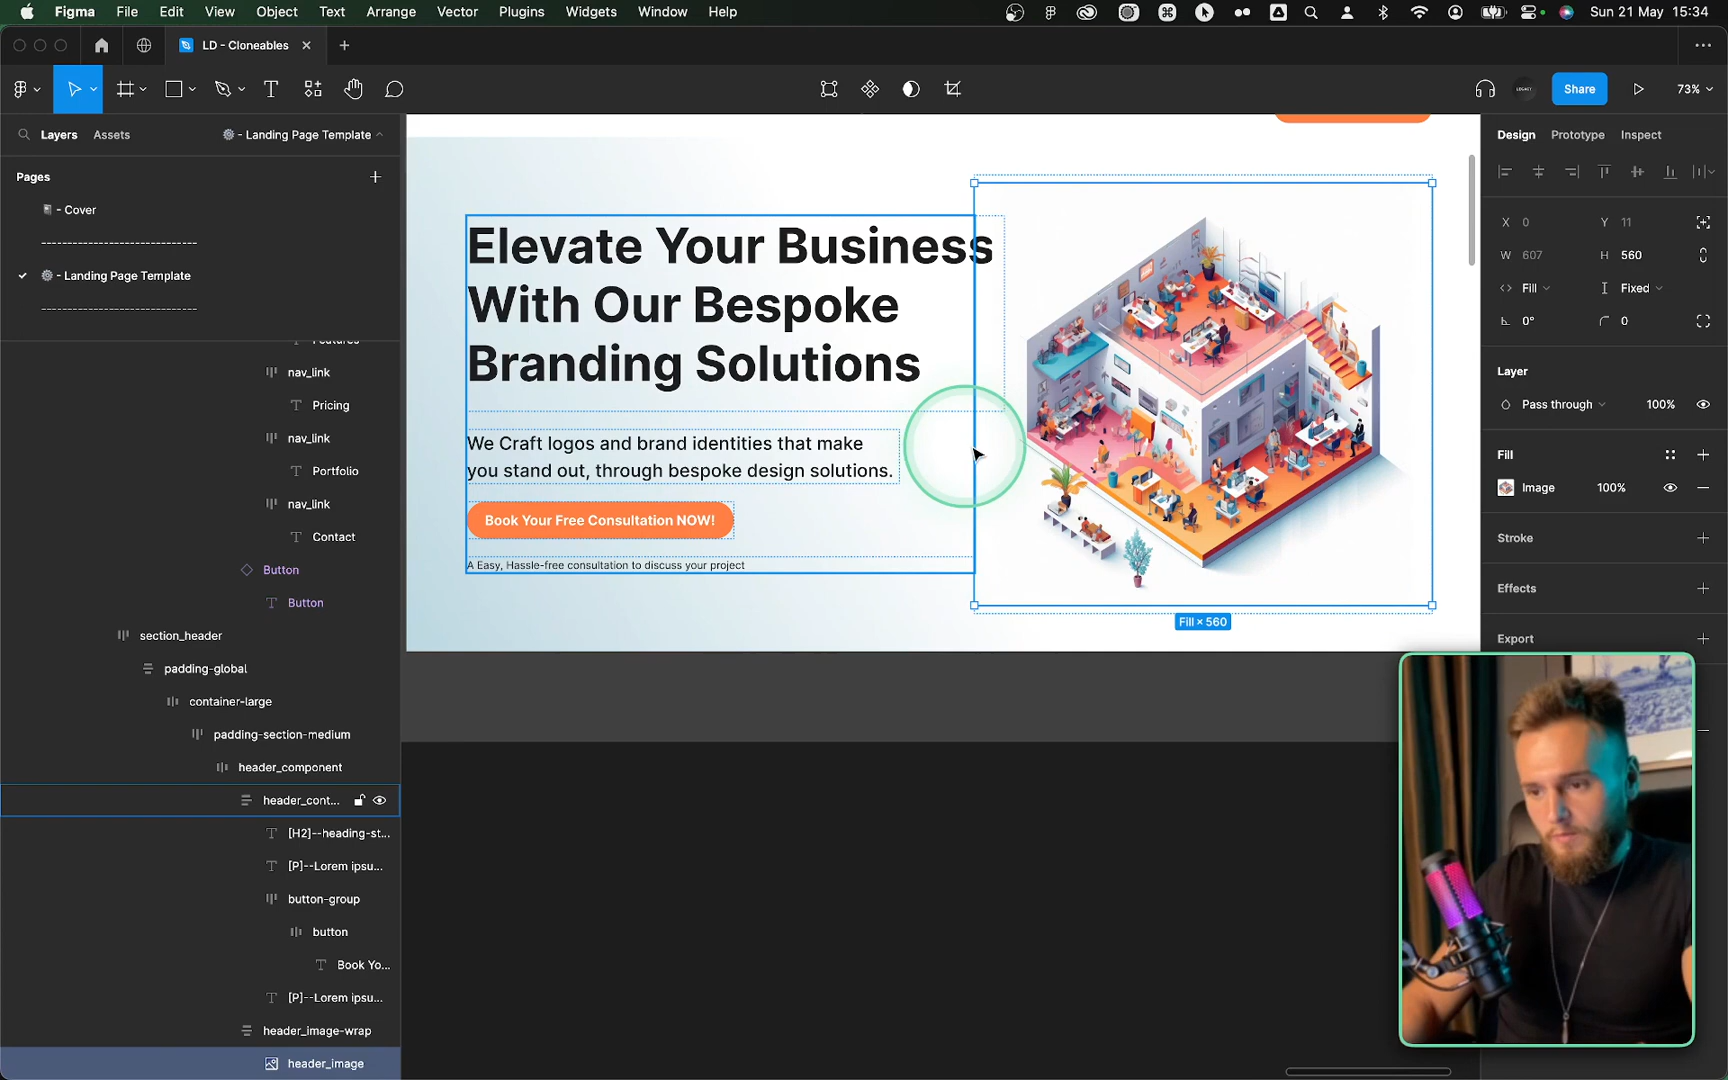 Figma File Edit View Object Text Arrange Vector Plugins Widgets Window Help Sun 21 May 15:34
LD - Cloneables
Share 73%
Layers Assets - Landing Page Template
Design Prototype Inspect
Pages
- Cover
-------------------------------
- Landing Page Template
-------------------------------
Features
nav_link
Pricing
nav_link
Portfolio
nav_link
Contact
Button
Button
section_header
padding-global
container-large
padding-section-medium
header_component
header_cont...
[H2]--heading-st...
[P]--Lorem ipsu...
button-group
button
Book Yo...
[P]--Lorem ipsu...
header_image-wrap
header_image
Elevate Your Business
With Our Bespoke
Branding Solutions
We Craft logos and brand identities that make
you stand out, through bespoke design solutions.
Book Your Free Consultation NOW!
A Easy, Hassle-free consultation to discuss your project
Fill × 560
X 0 Y 11
W 607 H 560
Fill Fixed
0° 0
Layer
Pass through 100%
Fill
Image 100%
Stroke
Effects
Export